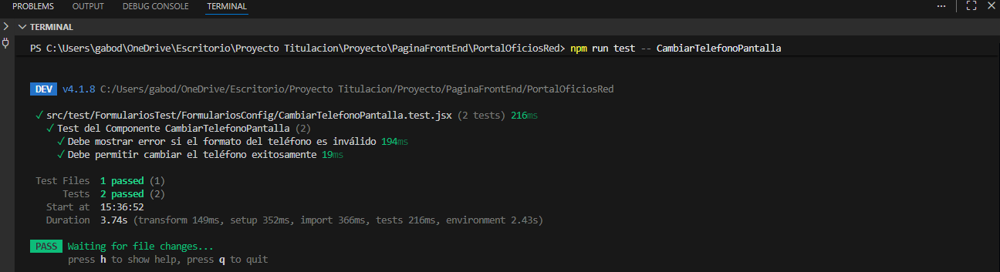 PROBLEMS OUTPUT DEBUG CONSOLE TERMINAL
TERMINAL
PS C:\Users\gabod\OneDrive\Escritorio\Proyecto Titulacion\Proyecto\PaginaFrontEnd\PortalOficiosRed> npm run test -- CambiarTelefonoPantalla
DEV v4.1.8 C:/Users/gabod/OneDrive/Escritorio/Proyecto Titulacion/Proyecto/PaginaFrontEnd/PortalOficiosRed
✓ src/test/FormulariosTest/FormulariosConfig/CambiarTelefonoPantalla.test.jsx (2 tests) 216ms
✓ Test del Componente CambiarTelefonoPantalla (2)
✓ Debe mostrar error si el formato del teléfono es inválido 194ms
✓ Debe permitir cambiar el teléfono exitosamente 19ms
Test Files 1 passed (1)
Tests 2 passed (2)
Start at 15:36:52
Duration 3.74s (transform 149ms, setup 352ms, import 366ms, tests 216ms, environment 2.43s)
PASS Waiting for file changes...
press h to show help, press q to quit